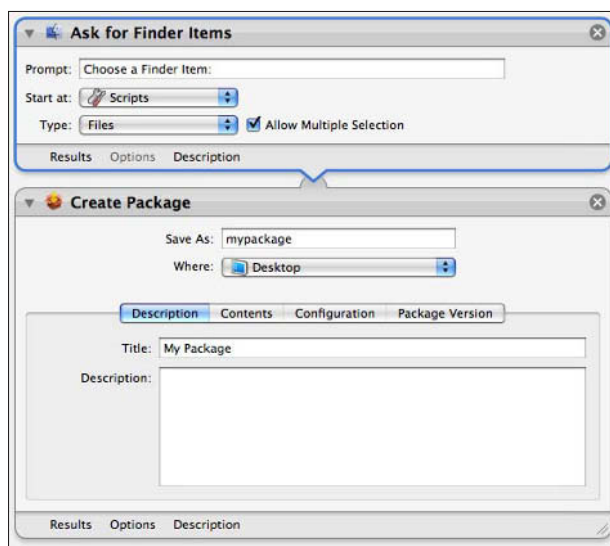 Ask for Finder Items
Prompt: Choose a Finder Item:
Start at: Scripts
Type: Files Allow Multiple Selection
Results Options Description
Create Package
Save As: mypackage
Where: Desktop
Description Contents Configuration Package Version
Title: My Package
Description:
Results Options Description